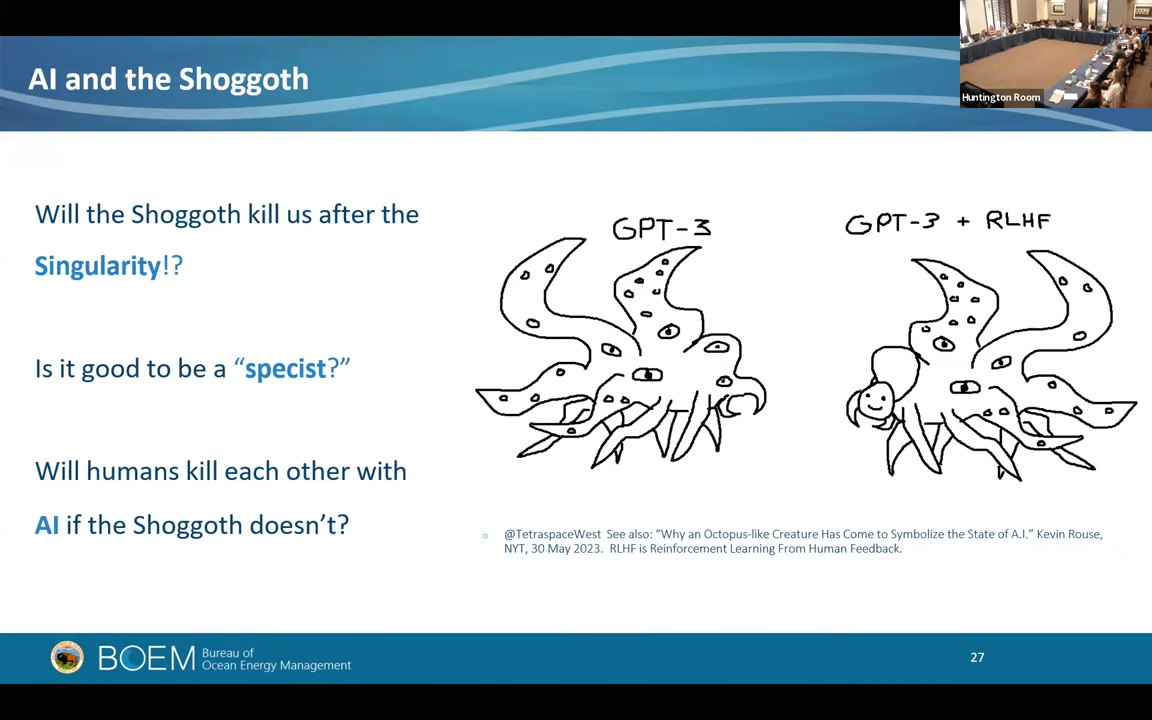 AI and the Shoggoth
Huntington Room
Will the Shoggoth kill us after the
Singularity!?
Is it good to be a “specist?”
Will humans kill each other with
AI if the Shoggoth doesn’t?
GPT-3
GPT-3 + RLHF
@TetraspaceWest See also: “Why an Octopus-like Creature Has Come to Symbolize the State of A.I.” Kevin Rouse,
NYT, 30 May 2023. RLHF is Reinforcement Learning From Human Feedback.
BOEM
Bureau of
Ocean Energy Management
27